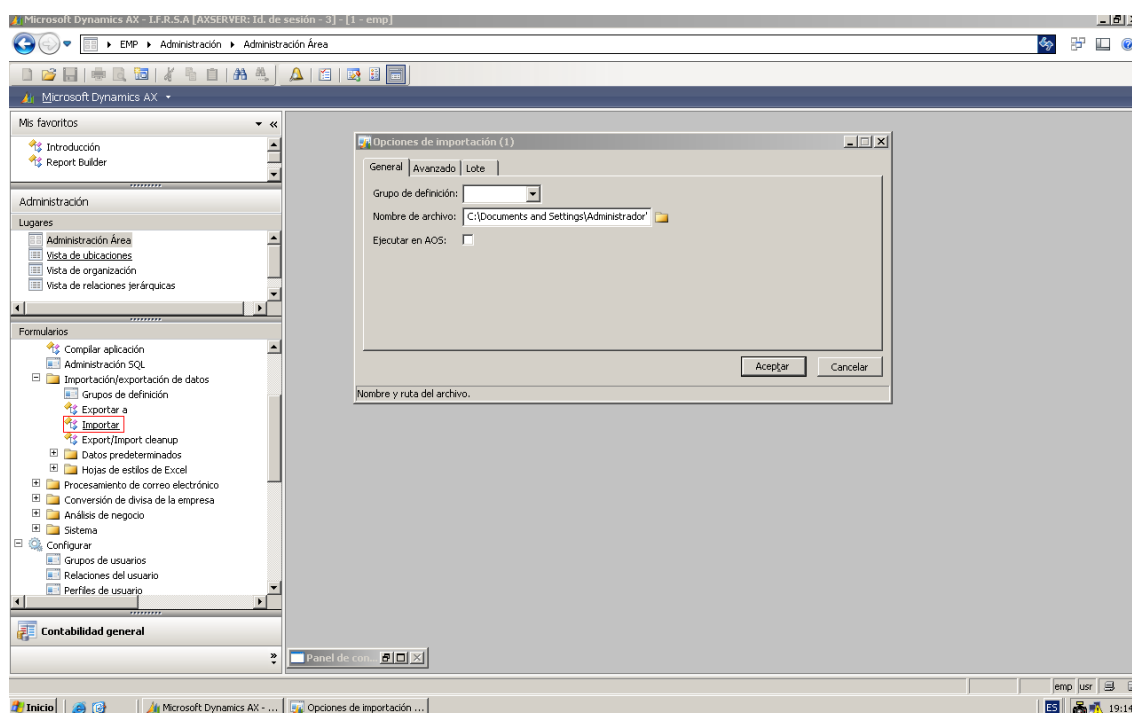 Microsoft Dynamics AX - I.F.R.S.A [AXSERVER: Id. de sesión - 3] - [1 - emp]
EMP ▸ Administración ▸ Administración Área
Microsoft Dynamics AX
Mis favoritos
Introducción
Report Builder
Administración
Lugares
Administración Área
Vista de ubicaciones
Vista de organización
Vista de relaciones jerárquicas
Formularios
Compilar aplicación
Administración SQL
Importación/exportación de datos
Grupos de definición
Exportar a
Importar
Export/Import cleanup
Datos predeterminados
Hojas de estilos de Excel
Procesamiento de correo electrónico
Conversión de divisa de la empresa
Análisis de negocio
Sistema
Configurar
Grupos de usuarios
Relaciones del usuario
Perfiles de usuario
Contabilidad general
Opciones de importación (1)
General Avanzado Lote
Grupo de definición:
Nombre de archivo: C:\Documents and Settings\Administrador'
Ejecutar en AOS:
Aceptar Cancelar
Nombre y ruta del archivo.
Panel de con...
emp usr
Inicio Microsoft Dynamics AX - ... Opciones de importación ... ES 19:14